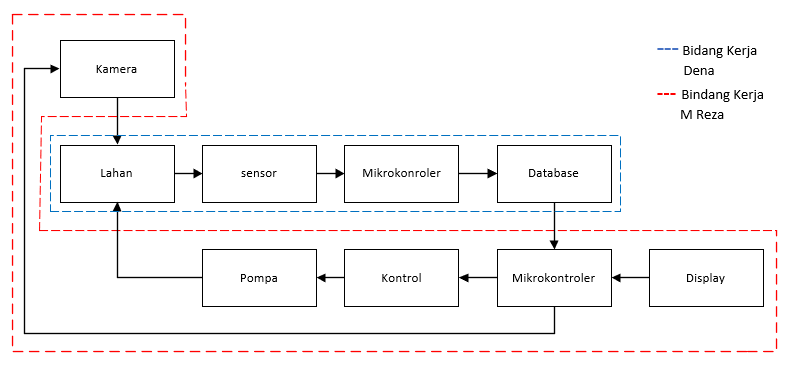 Kamera
Bidang Kerja
Dena
Bindang Kerja
M Reza
Lahan
sensor
Mikrokonroler
Database
Pompa
Kontrol
Mikrokontroler
Display